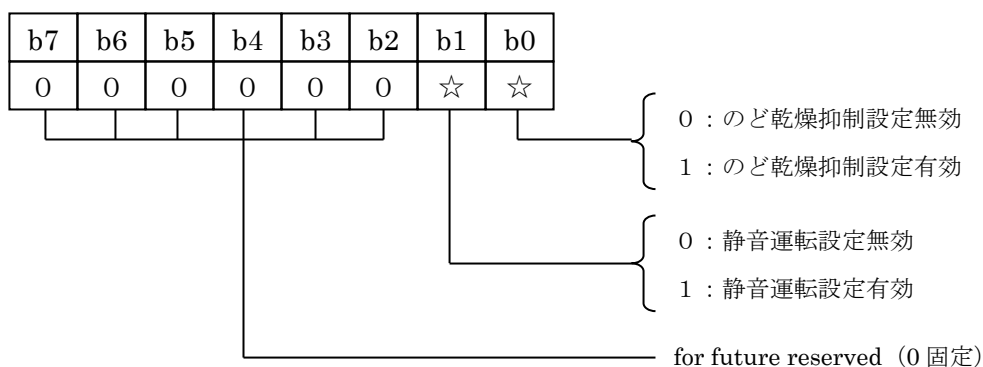 b7 b6 b5 b4 b3 b2 b1 b0
０ ０ ０ ０ ０ ０ ☆ ☆
０：のど乾燥抑制設定無効
１：のど乾燥抑制設定有効
０：静音運転設定無効
１：静音運転設定有効
for future reserved（0 固定）